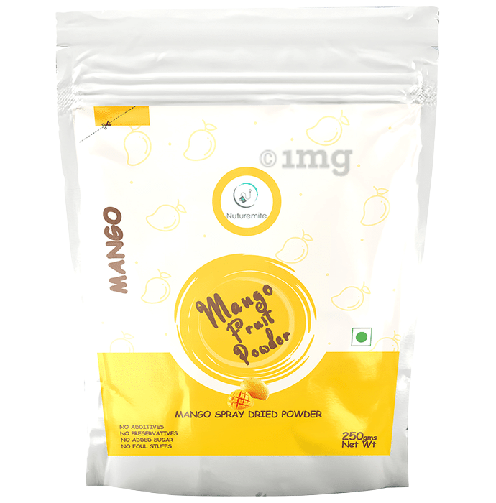 ©1mg
Naturemite
MANGO
Mango
Fruit
Powder
MANGO SPRAY DRIED POWDER
NO ADDITIVES
NO PRESERVATIVES
NO ADDED SUGAR
NO FOUL STUFFS
250gms
Net Wt